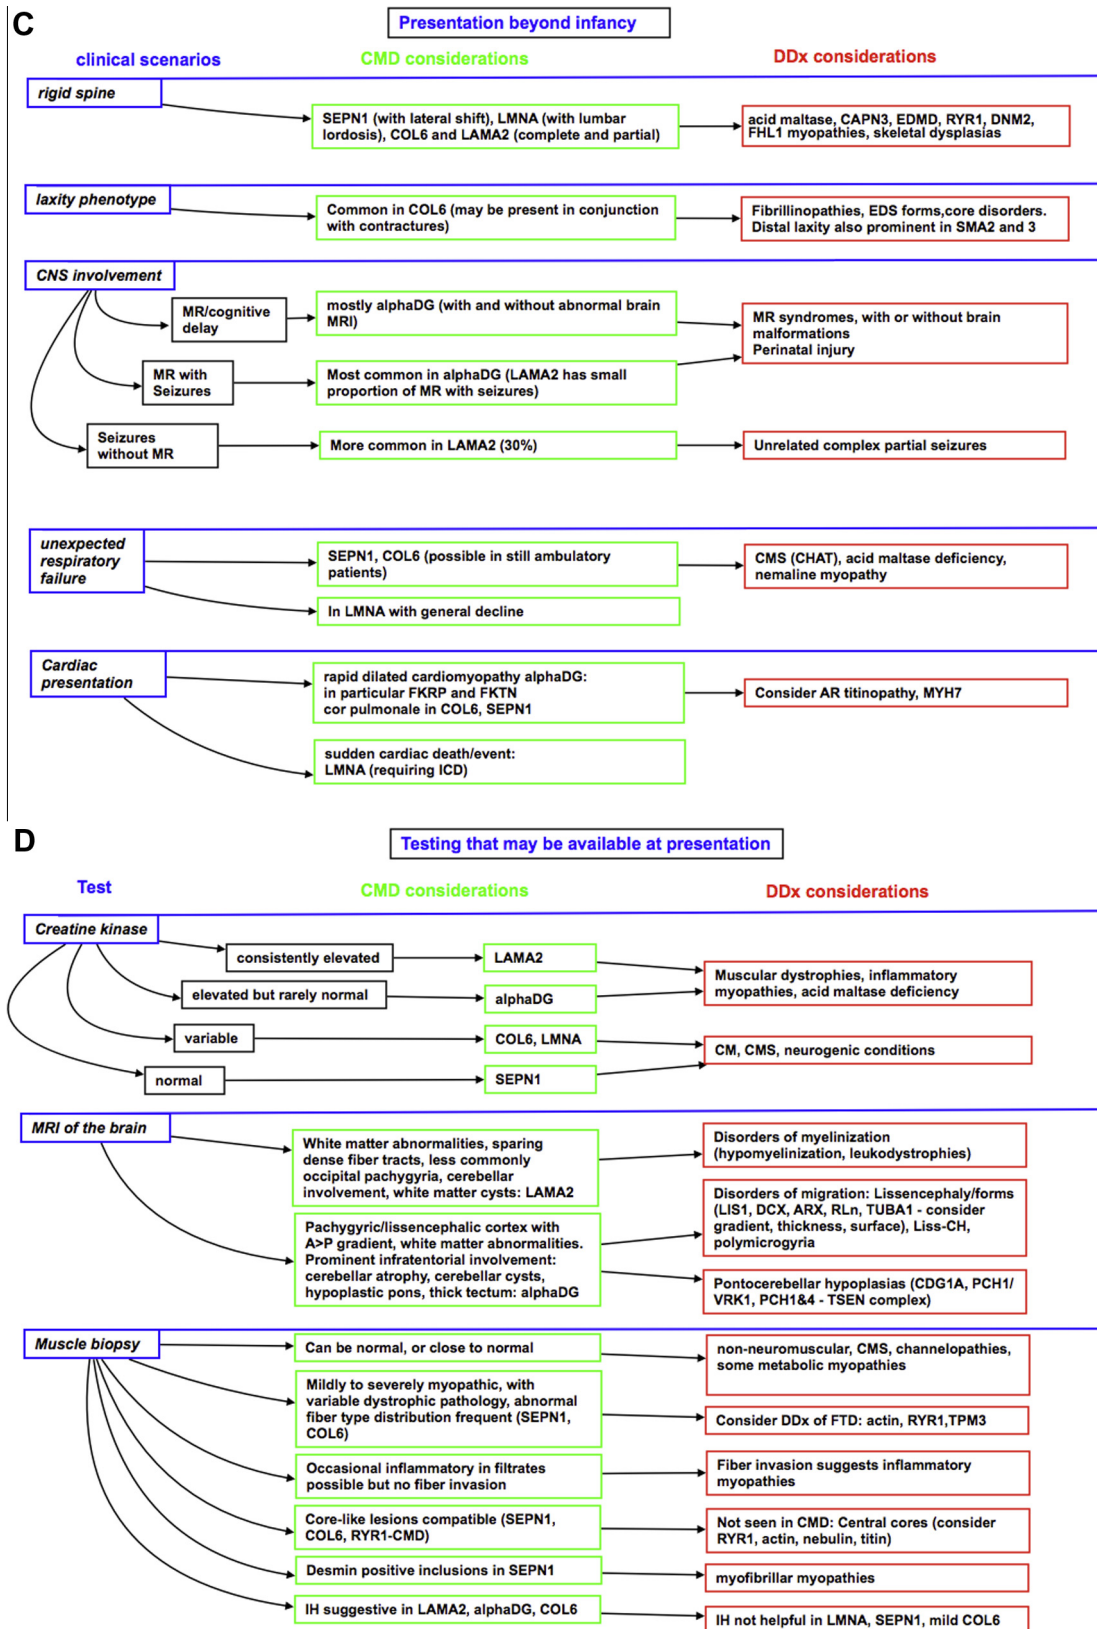 C
Presentation beyond infancy
clinical scenarios
CMD considerations
DDx considerations
rigid spine
SEPN1 (with lateral shift), LMNA (with lumbar
lordosis), COL6 and LAMA2 (complete and partial)
acid maltase, CAPN3, EDMD, RYR1, DNM2,
FHL1 myopathies, skeletal dysplasias
laxity phenotype
Common in COL6 (may be present in conjunction
with contractures)
Fibrillinopathies, EDS forms,core disorders.
Distal laxity also prominent in SMA2 and 3
CNS involvement
MR/cognitive
delay
mostly alphaDG (with and without abnormal brain
MRI)
MR syndromes, with or without brain
malformations
Perinatal injury
MR with
Seizures
Most common in alphaDG (LAMA2 has small
proportion of MR with seizures)
Seizures
without MR
More common in LAMA2 (30%)
Unrelated complex partial seizures
unexpected
respiratory
failure
SEPN1, COL6 (possible in still ambulatory
patients)
CMS (CHAT), acid maltase deficiency,
nemaline myopathy
In LMNA with general decline
Cardiac
presentation
rapid dilated cardiomyopathy alphaDG:
in particular FKRP and FKTN
cor pulmonale in COL6, SEPN1
Consider AR titinopathy, MYH7
sudden cardiac death/event:
LMNA (requiring ICD)
D
Testing that may be available at presentation
Test
CMD considerations
DDx considerations
Creatine kinase
consistently elevated
LAMA2
Muscular dystrophies, inflammatory
myopathies, acid maltase deficiency
elevated but rarely normal
alphaDG
variable
COL6, LMNA
CM, CMS, neurogenic conditions
normal
SEPN1
MRI of the brain
White matter abnormalities, sparing
dense fiber tracts, less commonly
occipital pachygyria, cerebellar
involvement, white matter cysts: LAMA2
Disorders of myelinization
(hypomyelinization, leukodystrophies)
Pachygyric/lissencephalic cortex with
A>P gradient, white matter abnormalities.
Prominent infratentorial involvement:
cerebellar atrophy, cerebellar cysts,
hypoplastic pons, thick tectum: alphaDG
Disorders of migration: Lissencephaly/forms
(LIS1, DCX, ARX, RLn, TUBA1 - consider
gradient, thickness, surface), Liss-CH,
polymicrogyria
Pontocerebellar hypoplasias (CDG1A, PCH1/
VRK1, PCH1&4 - TSEN complex)
Muscle biopsy
Can be normal, or close to normal
non-neuromuscular, CMS, channelopathies,
some metabolic myopathies
Mildly to severely myopathic, with
variable dystrophic pathology, abnormal
fiber type distribution frequent (SEPN1,
COL6)
Consider DDx of FTD: actin, RYR1,TPM3
Occasional inflammatory in filtrates
possible but no fiber invasion
Fiber invasion suggests inflammatory
myopathies
Core-like lesions compatible (SEPN1,
COL6, RYR1-CMD)
Not seen in CMD: Central cores (consider
RYR1, actin, nebulin, titin)
Desmin positive inclusions in SEPN1
myofibrillar myopathies
IH suggestive in LAMA2, alphaDG, COL6
IH not helpful in LMNA, SEPN1, mild COL6